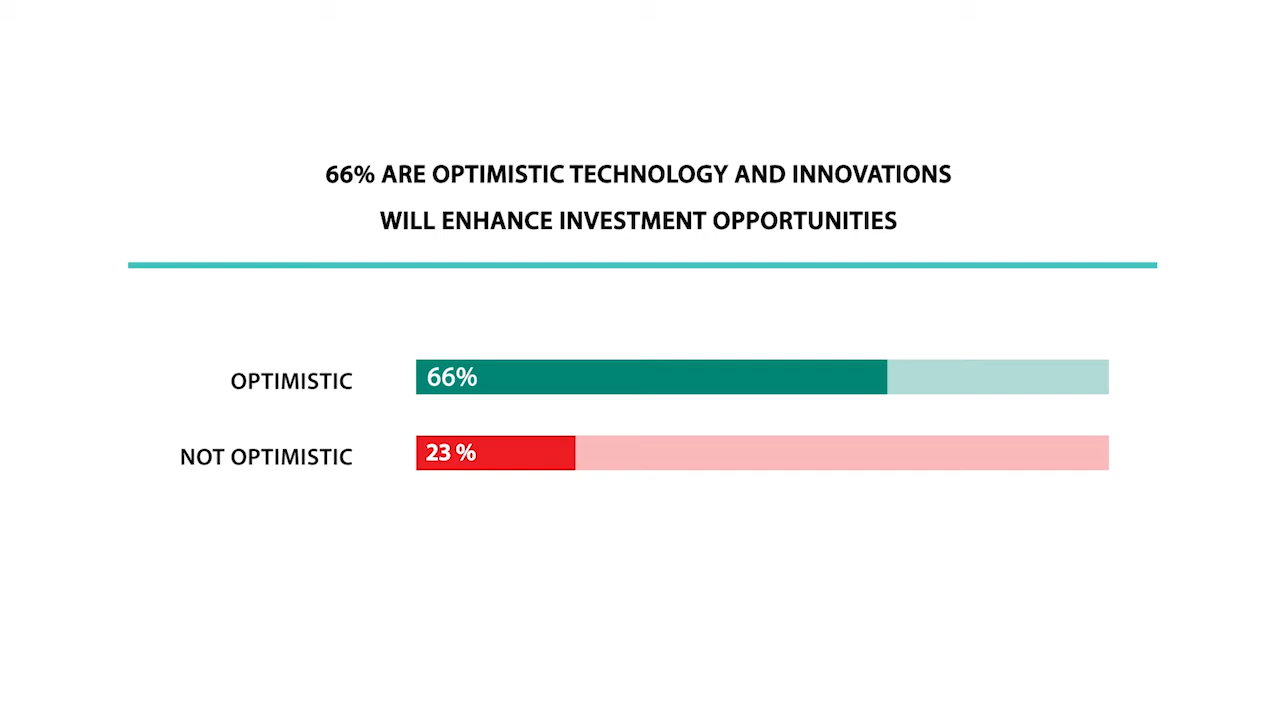 66% ARE OPTIMISTIC TECHNOLOGY AND INNOVATIONS
WILL ENHANCE INVESTMENT OPPORTUNITIES
OPTIMISTIC 66%
NOT OPTIMISTIC 23 %